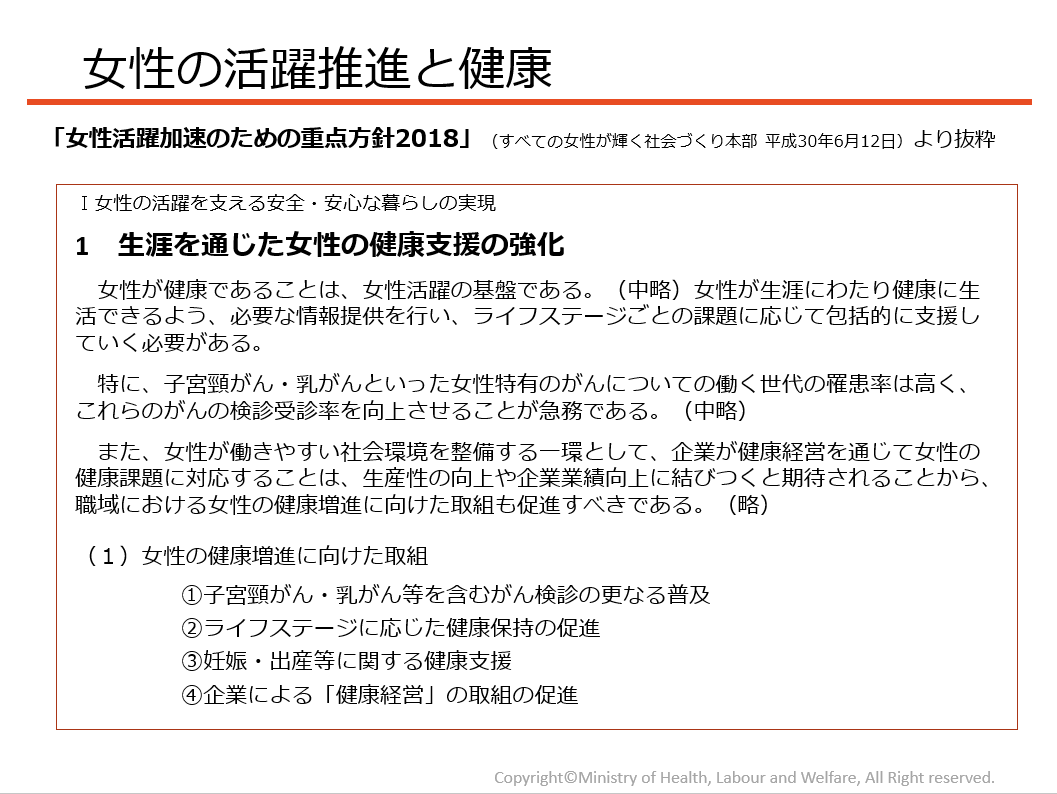 女性の活躍推進と健康
「女性活躍加速のための重点方針2018」（すべての女性が輝く社会づくり本部 平成30年6月12日）より抜粋
Ⅰ女性の活躍を支える安全・安心な暮らしの実現
1　生涯を通じた女性の健康支援の強化
　女性が健康であることは、女性活躍の基盤である。（中略）女性が生涯にわたり健康に生
活できるよう、必要な情報提供を行い、ライフステージごとの課題に応じて包括的に支援し
ていく必要がある。
　特に、子宮頸がん・乳がんといった女性特有のがんについての働く世代の罹患率は高く、
これらのがんの検診受診率を向上させることが急務である。（中略）
　また、女性が働きやすい社会環境を整備する一環として、企業が健康経営を通じて女性の
健康課題に対応することは、生産性の向上や企業業績向上に結びつくと期待されることから、
職域における女性の健康増進に向けた取組も促進すべきである。（略）
（１）女性の健康増進に向けた取組
①子宮頸がん・乳がん等を含むがん検診の更なる普及
②ライフステージに応じた健康保持の促進
③妊娠・出産等に関する健康支援
④企業による「健康経営」の取組の促進
Copyright©Ministry of Health, Labour and Welfare, All Right reserved.